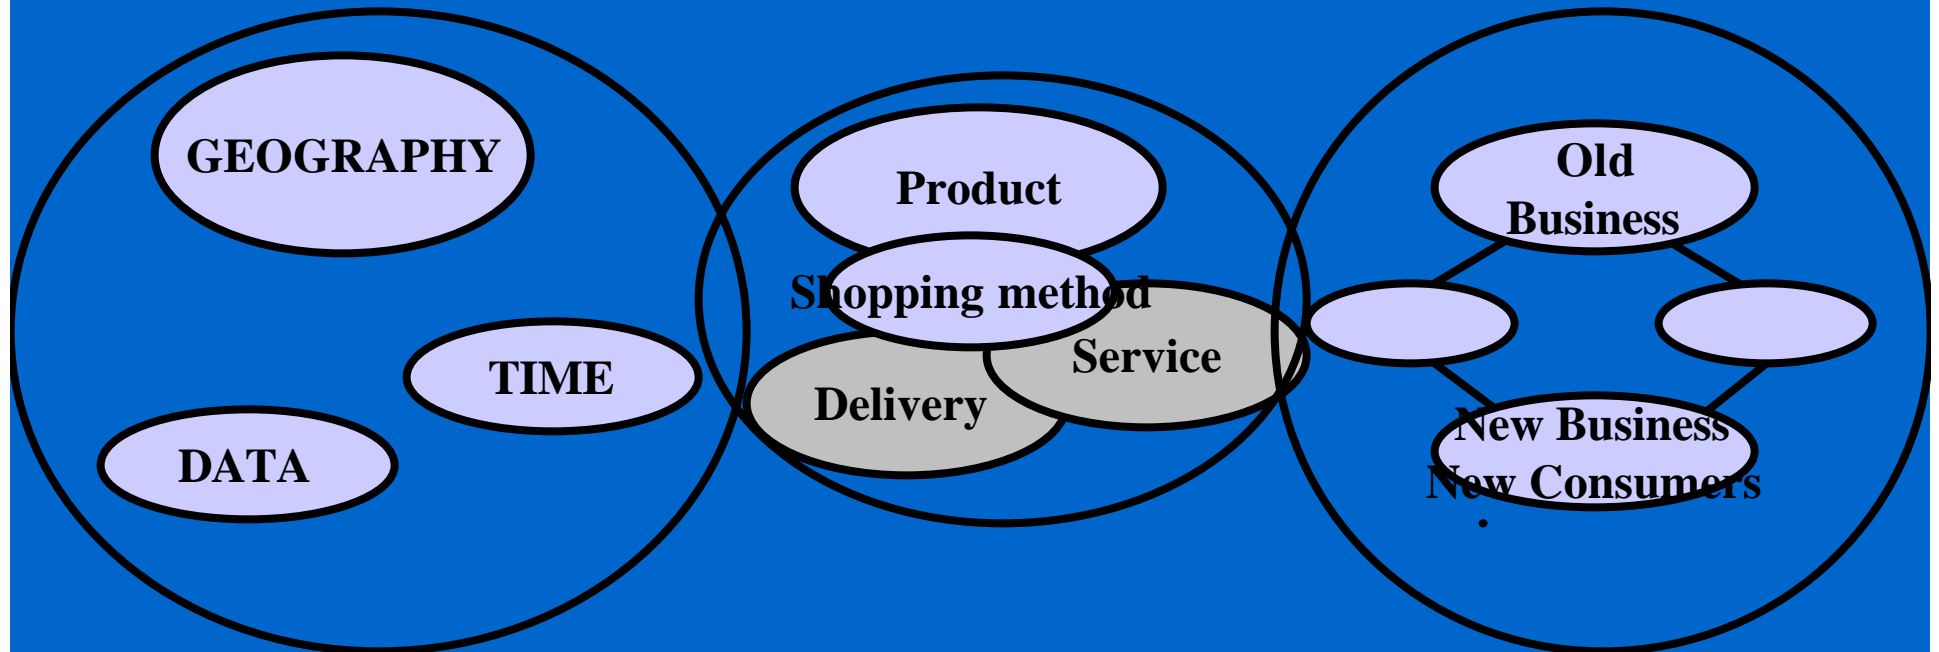 GEOGRAPHY
TIME
DATA
Product
Shopping method
Service
Delivery
Old
Business
New Business
New Consumers
.